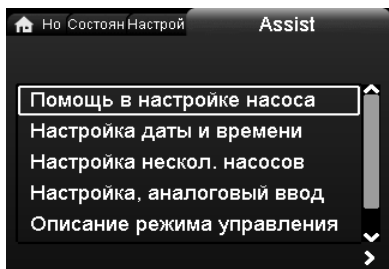 Но Состоян Настрой Assist
Помощь в настройке насоса
Настройка даты и времени
Настройка нескол. насосов
Настройка, аналоговый ввод
Описание режима управления